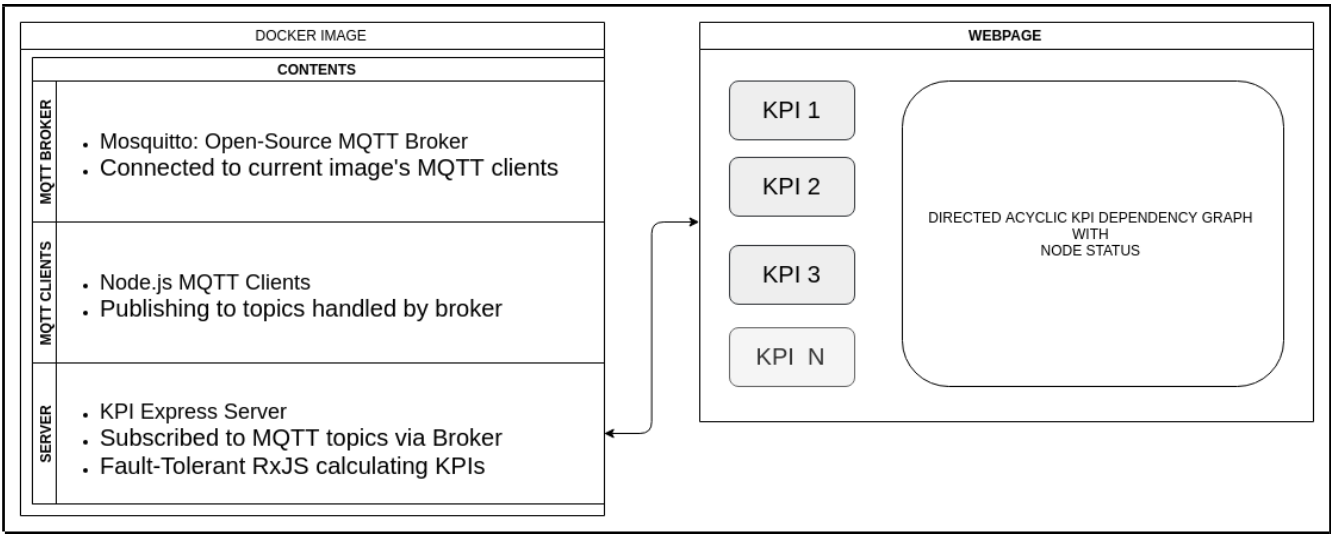 DOCKER IMAGE
CONTENTS
MQTT BROKER
Mosquitto: Open-Source MQTT Broker
Connected to current image's MQTT clients
MQTT CLIENTS
Node.js MQTT Clients
Publishing to topics handled by broker
SERVER
KPI Express Server
Subscribed to MQTT topics via Broker
Fault-Tolerant RxJS calculating KPIs
WEBPAGE
KPI 1
KPI 2
KPI 3
KPI N
DIRECTED ACYCLIC KPI DEPENDENCY GRAPH
WITH
NODE STATUS